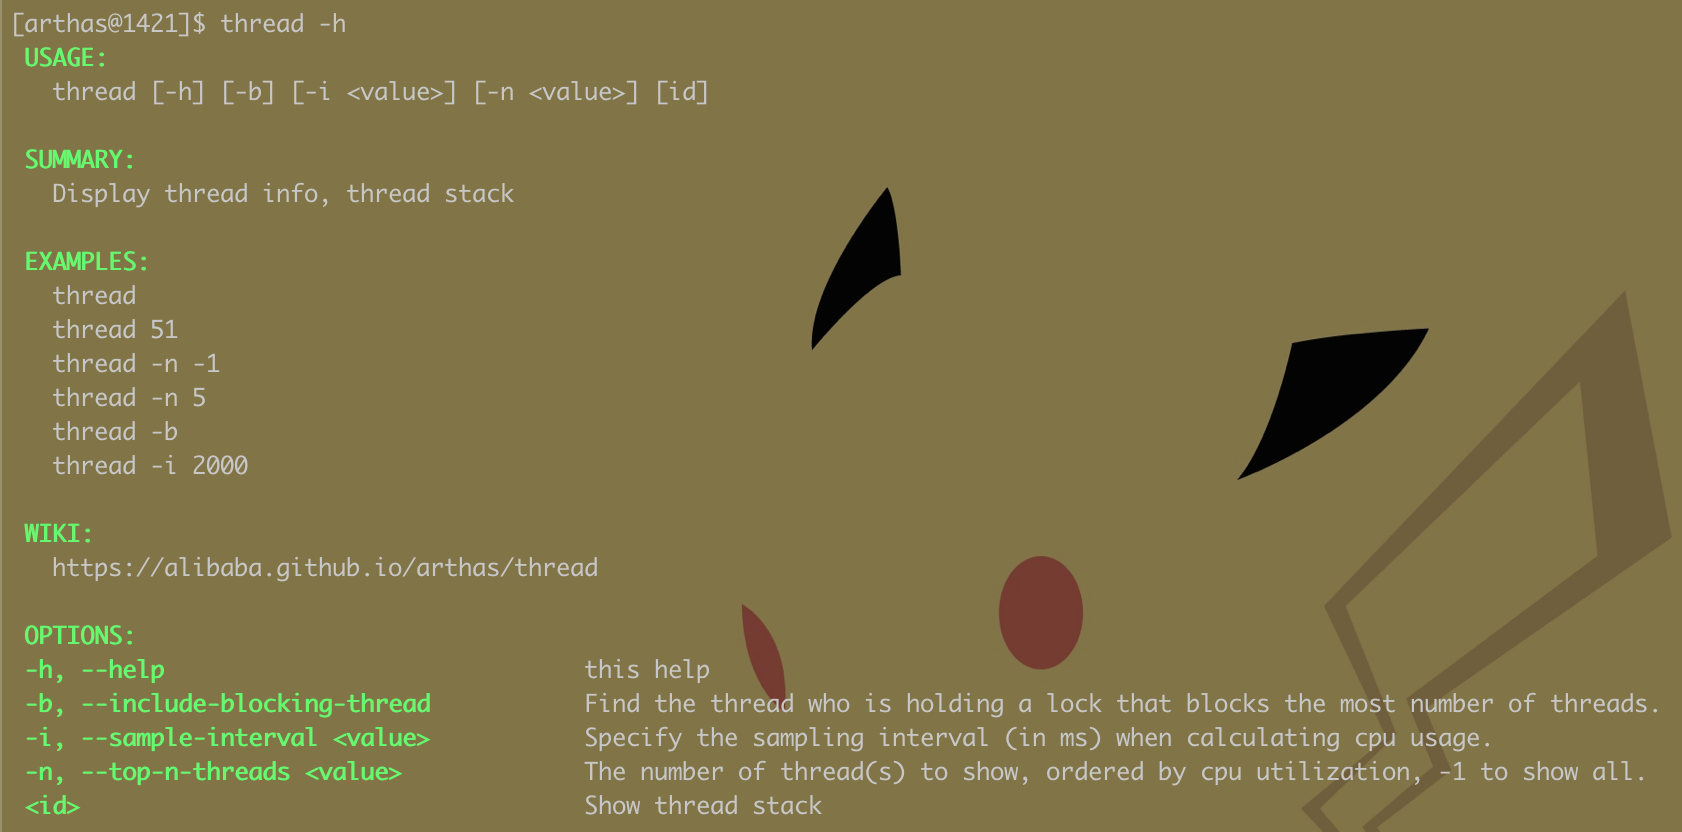 [arthas@1421]$ thread -h
USAGE:
thread [-h] [-b] [-i <value>] [-n <value>] [id]
SUMMARY:
Display thread info, thread stack
EXAMPLES:
thread
thread 51
thread -n -1
thread -n 5
thread -b
thread -i 2000
WIKI:
https://alibaba.github.io/arthas/thread
OPTIONS:
-h, --help this help
-b, --include-blocking-thread Find the thread who is holding a lock that blocks the most number of threads.
-i, --sample-interval <value> Specify the sampling interval (in ms) when calculating cpu usage.
-n, --top-n-threads <value> The number of thread(s) to show, ordered by cpu utilization, -1 to show all.
<id> Show thread stack